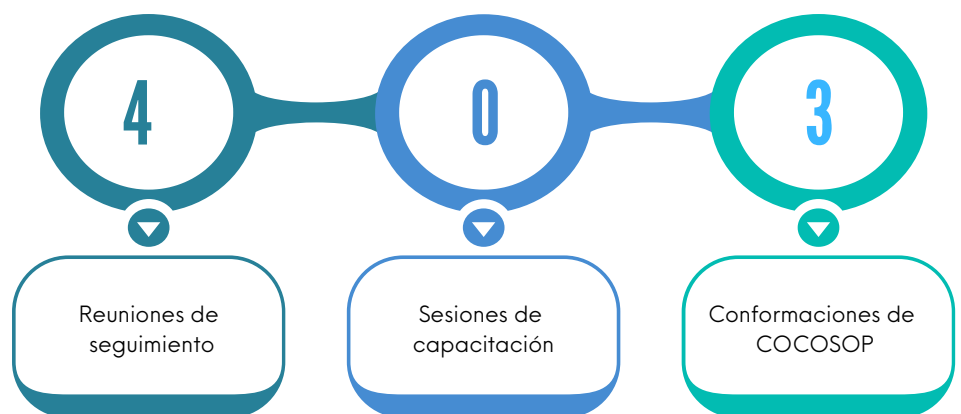 4
0
3
Reuniones de
seguimiento
Sesiones de
capacitación
Conformaciones de
COCOSOP